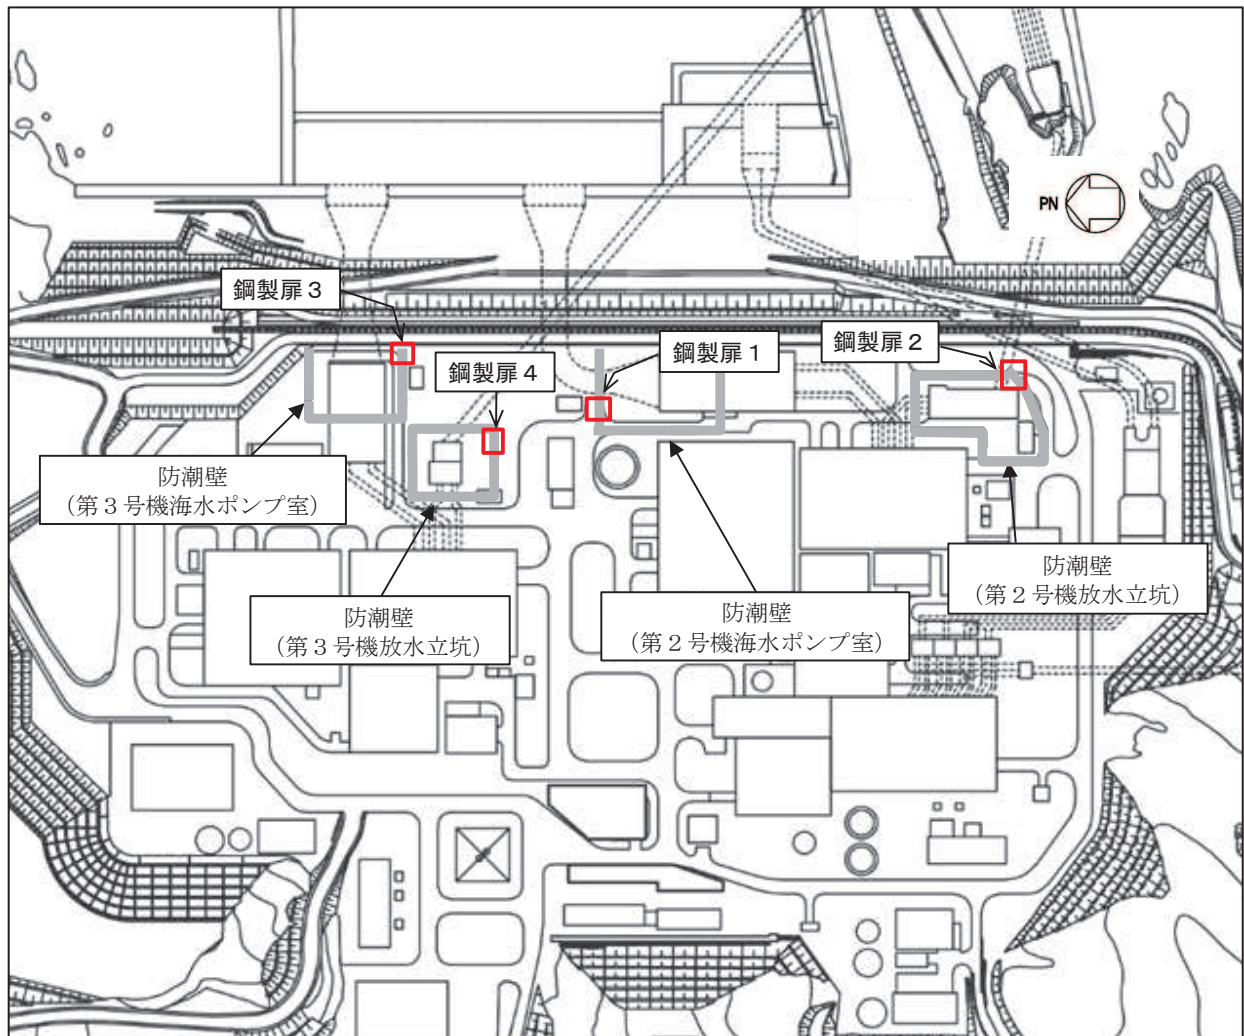 PN
鋼製扉３
鋼製扉４
鋼製扉１
鋼製扉２
防潮壁
（第３号機海水ポンプ室）
防潮壁
（第３号機放水立坑）
防潮壁
（第２号機海水ポンプ室）
防潮壁
（第２号機放水立坑）